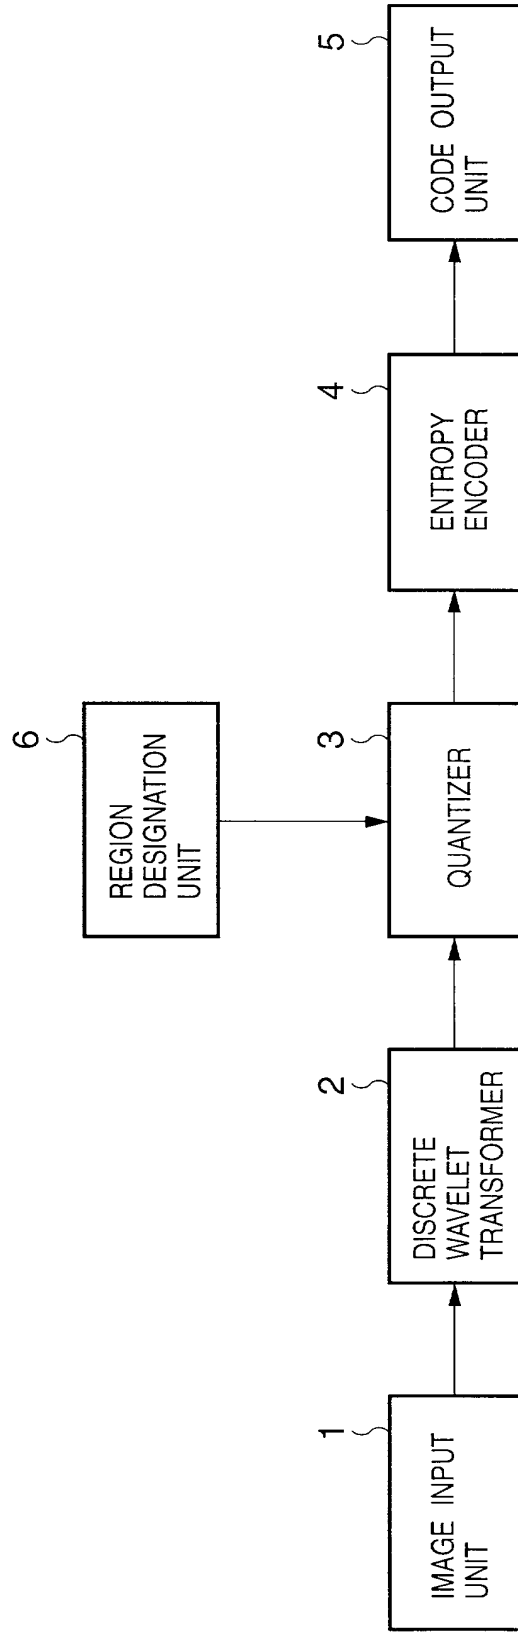 6
REGION
DESIGNATION
UNIT
1
IMAGE INPUT
UNIT
2
DISCRETE
WAVELET
TRANSFORMER
3
QUANTIZER
4
ENTROPY
ENCODER
5
CODE OUTPUT
UNIT